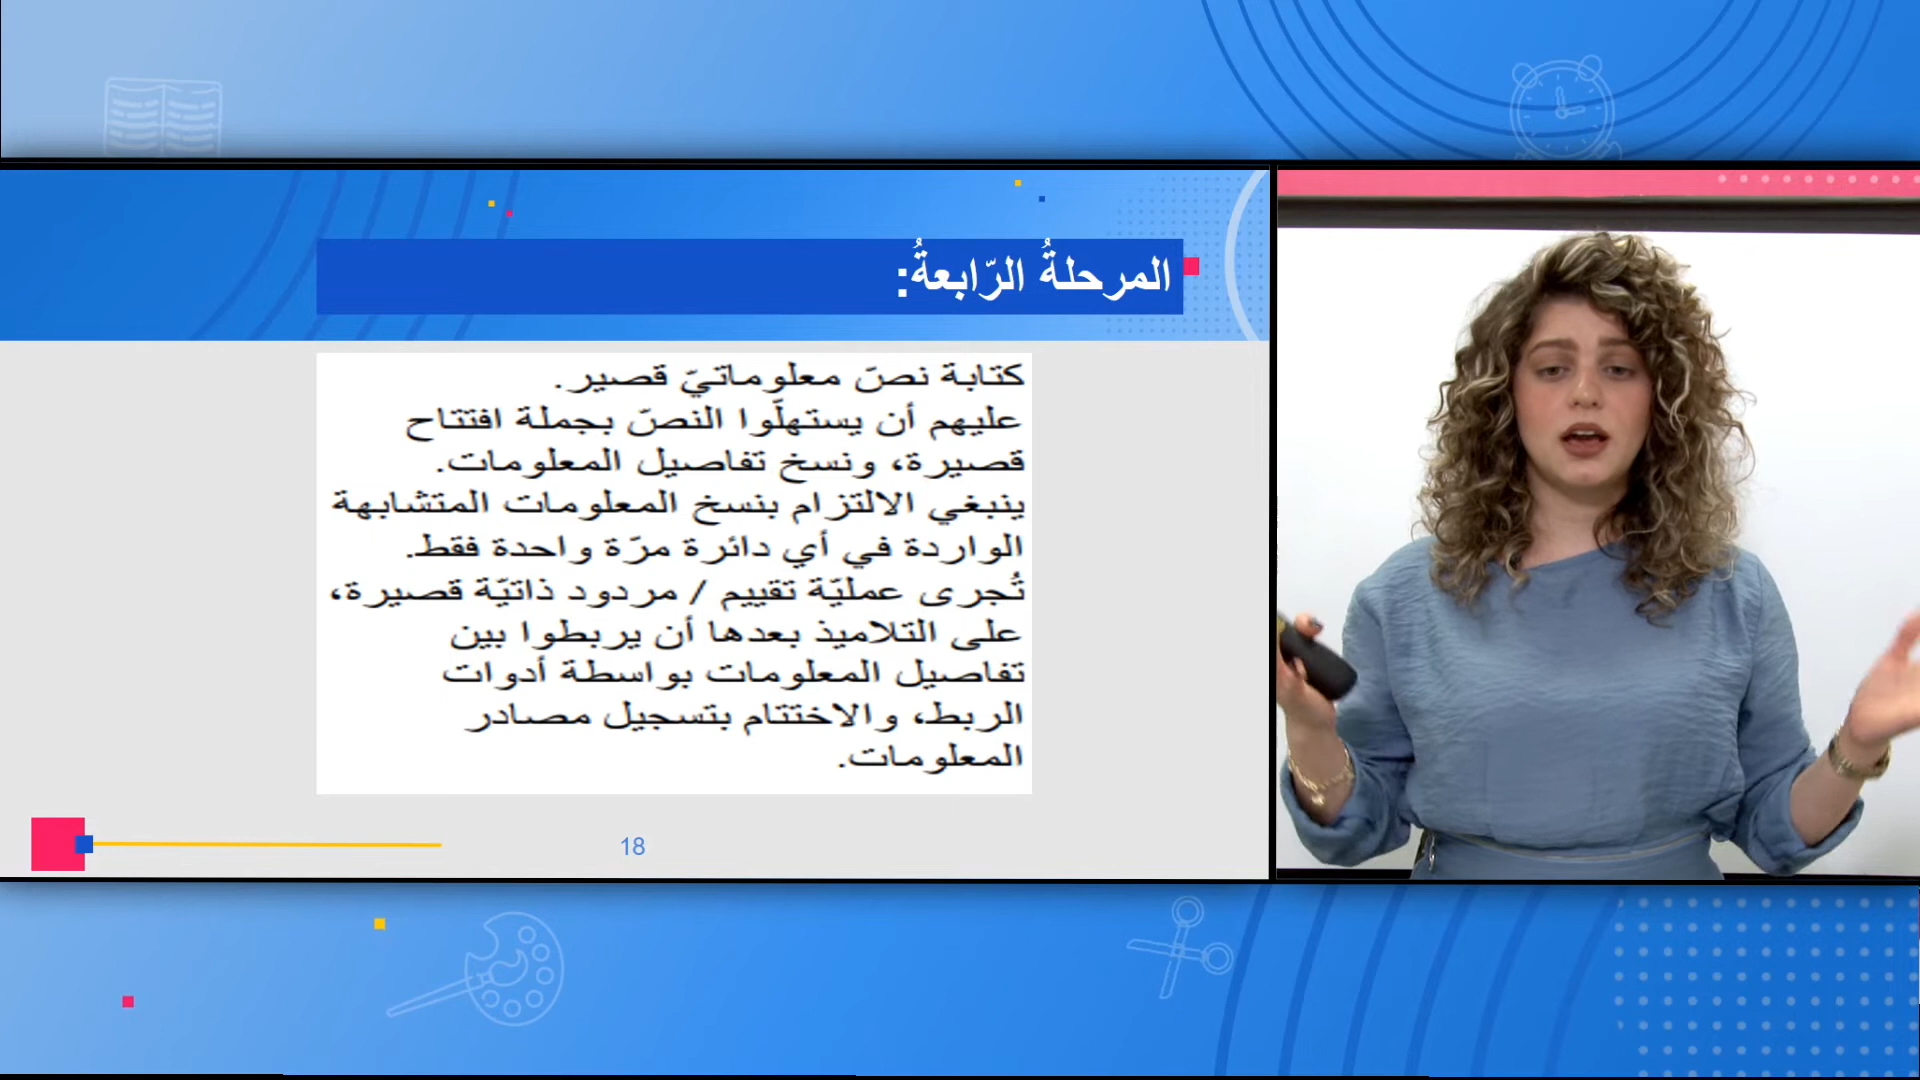 المرحلةُ الرّابعةُ:
كتابة نصّ معلوماتيّ قصير.
عليهم أن يستهلّوا النصّ بجملة افتتاح
قصيرة، ونسخ تفاصيل المعلومات.
ينبغي الالتزام بنسخ المعلومات المتشابهة
الواردة في أي دائرة مرّة واحدة فقط.
تُجرى عمليّة تقييم / مردود ذاتيّة قصيرة،
على التلاميذ بعدها أن يربطوا بين
تفاصيل المعلومات بواسطة أدوات
الربط، والاختتام بتسجيل مصادر
المعلومات.
18